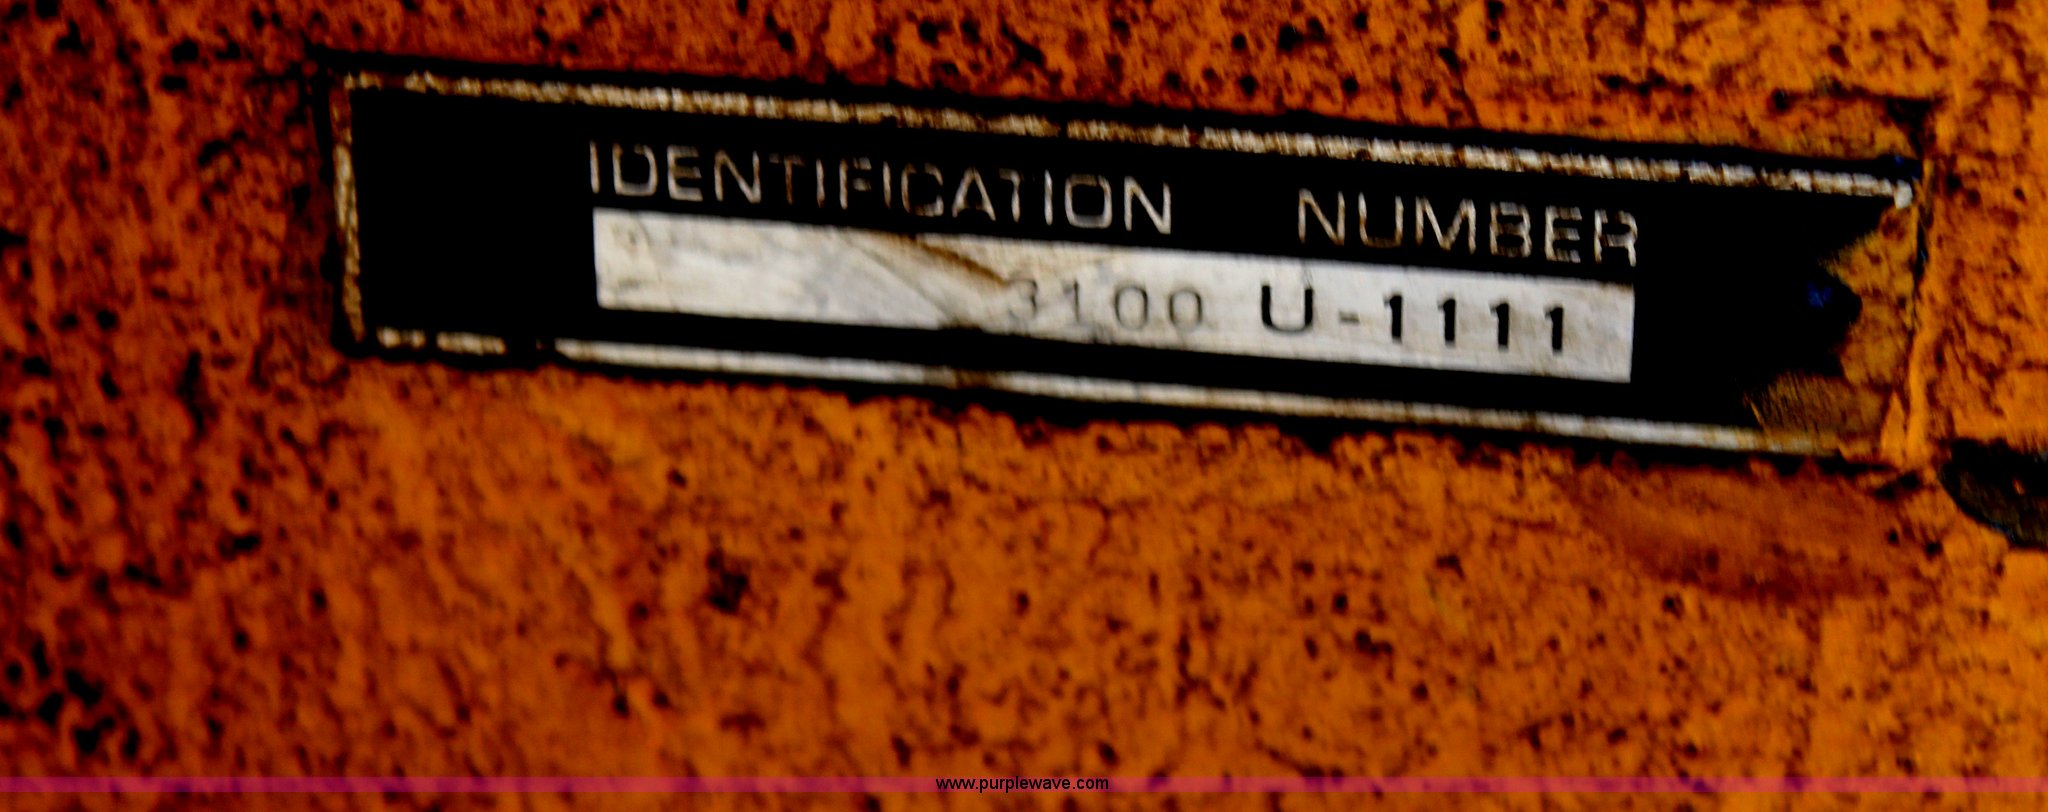 IDENTIFICATION NUMBER
3100 U-1111
www.purplewave.com